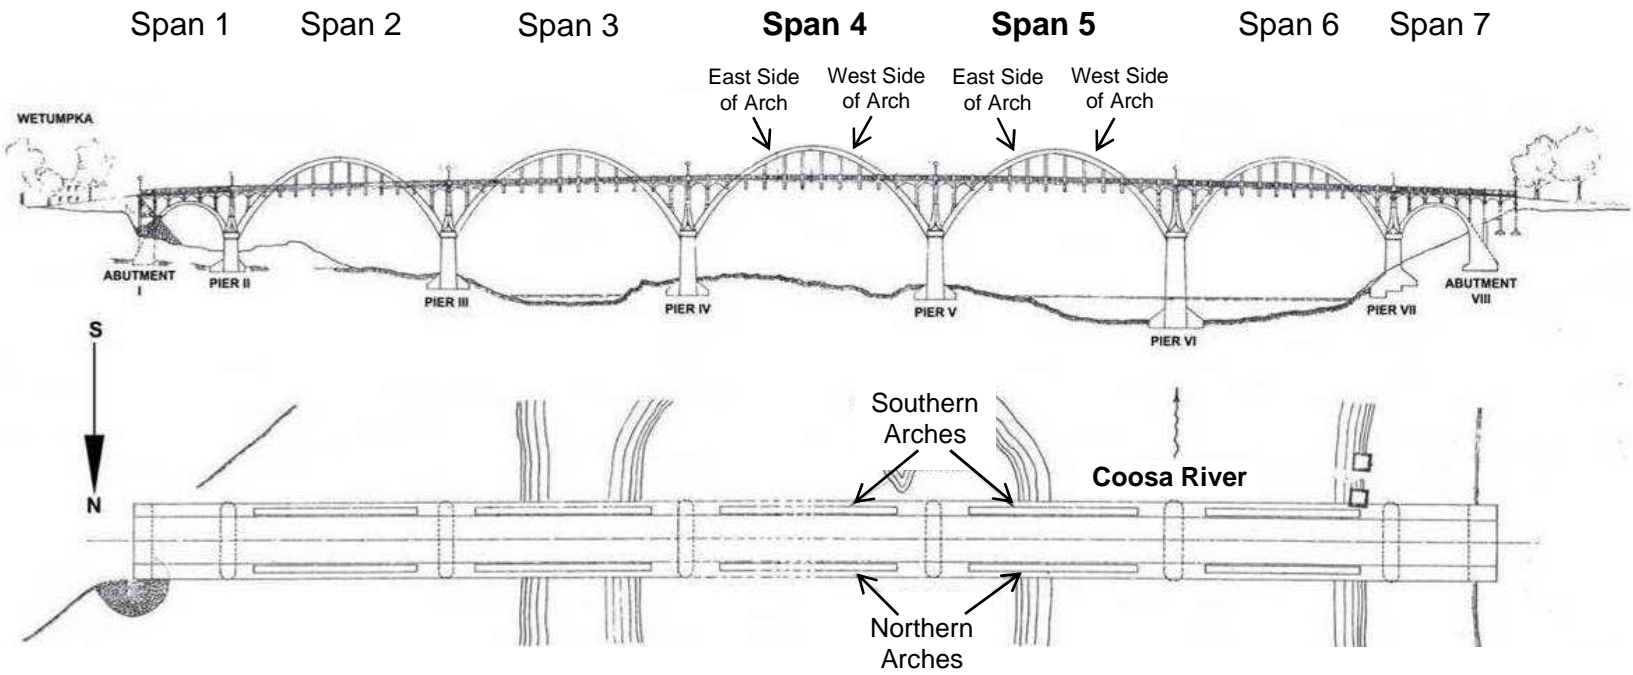 Span 1 Span 2 Span 3 Span 4 Span 5 Span 6 Span 7
East Side of Arch
West Side of Arch
East Side of Arch
West Side of Arch
WETUMPKA
ABUTMENT I
PIER II
PIER III
PIER IV
PIER V
PIER VI
PIER VII
ABUTMENT VIII
S
N
Southern Arches
Coosa River
Northern Arches